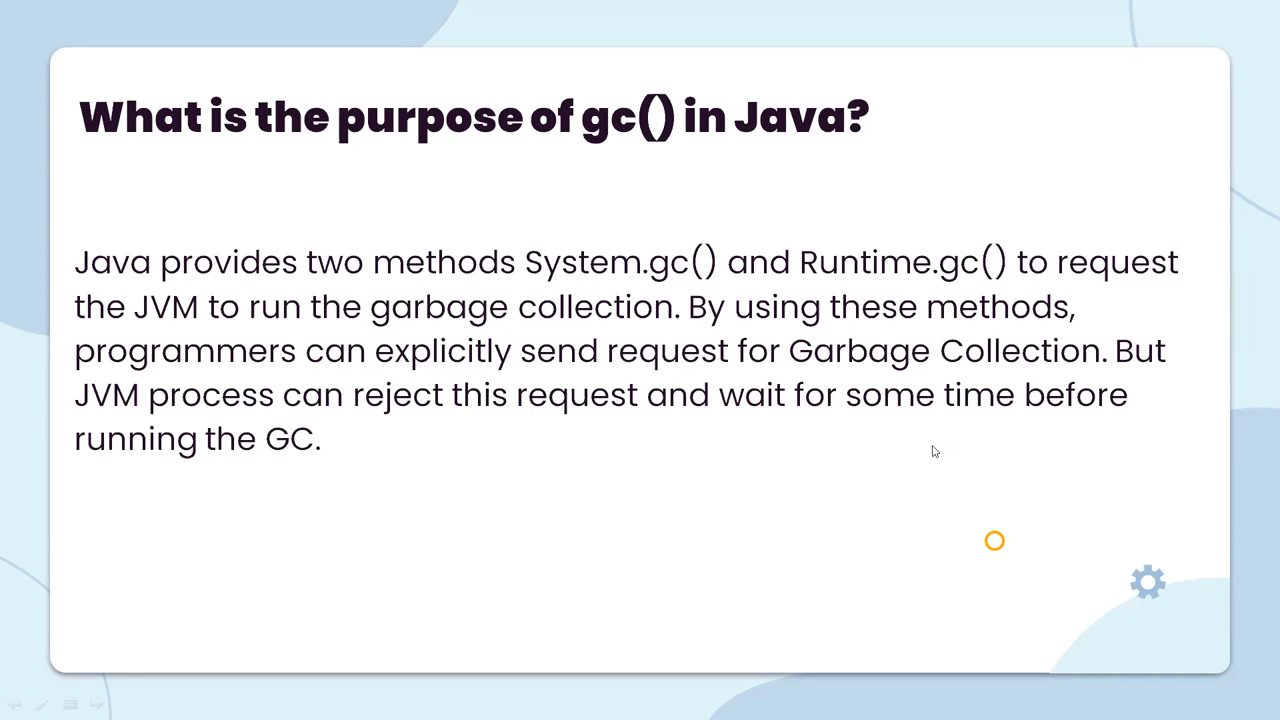 What is the purpose of gc() in Java?
Java provides two methods System.gc() and Runtime.gc() to request
the JVM to run the garbage collection. By using these methods,
programmers can explicitly send request for Garbage Collection. But
JVM process can reject this request and wait for some time before
running the GC.